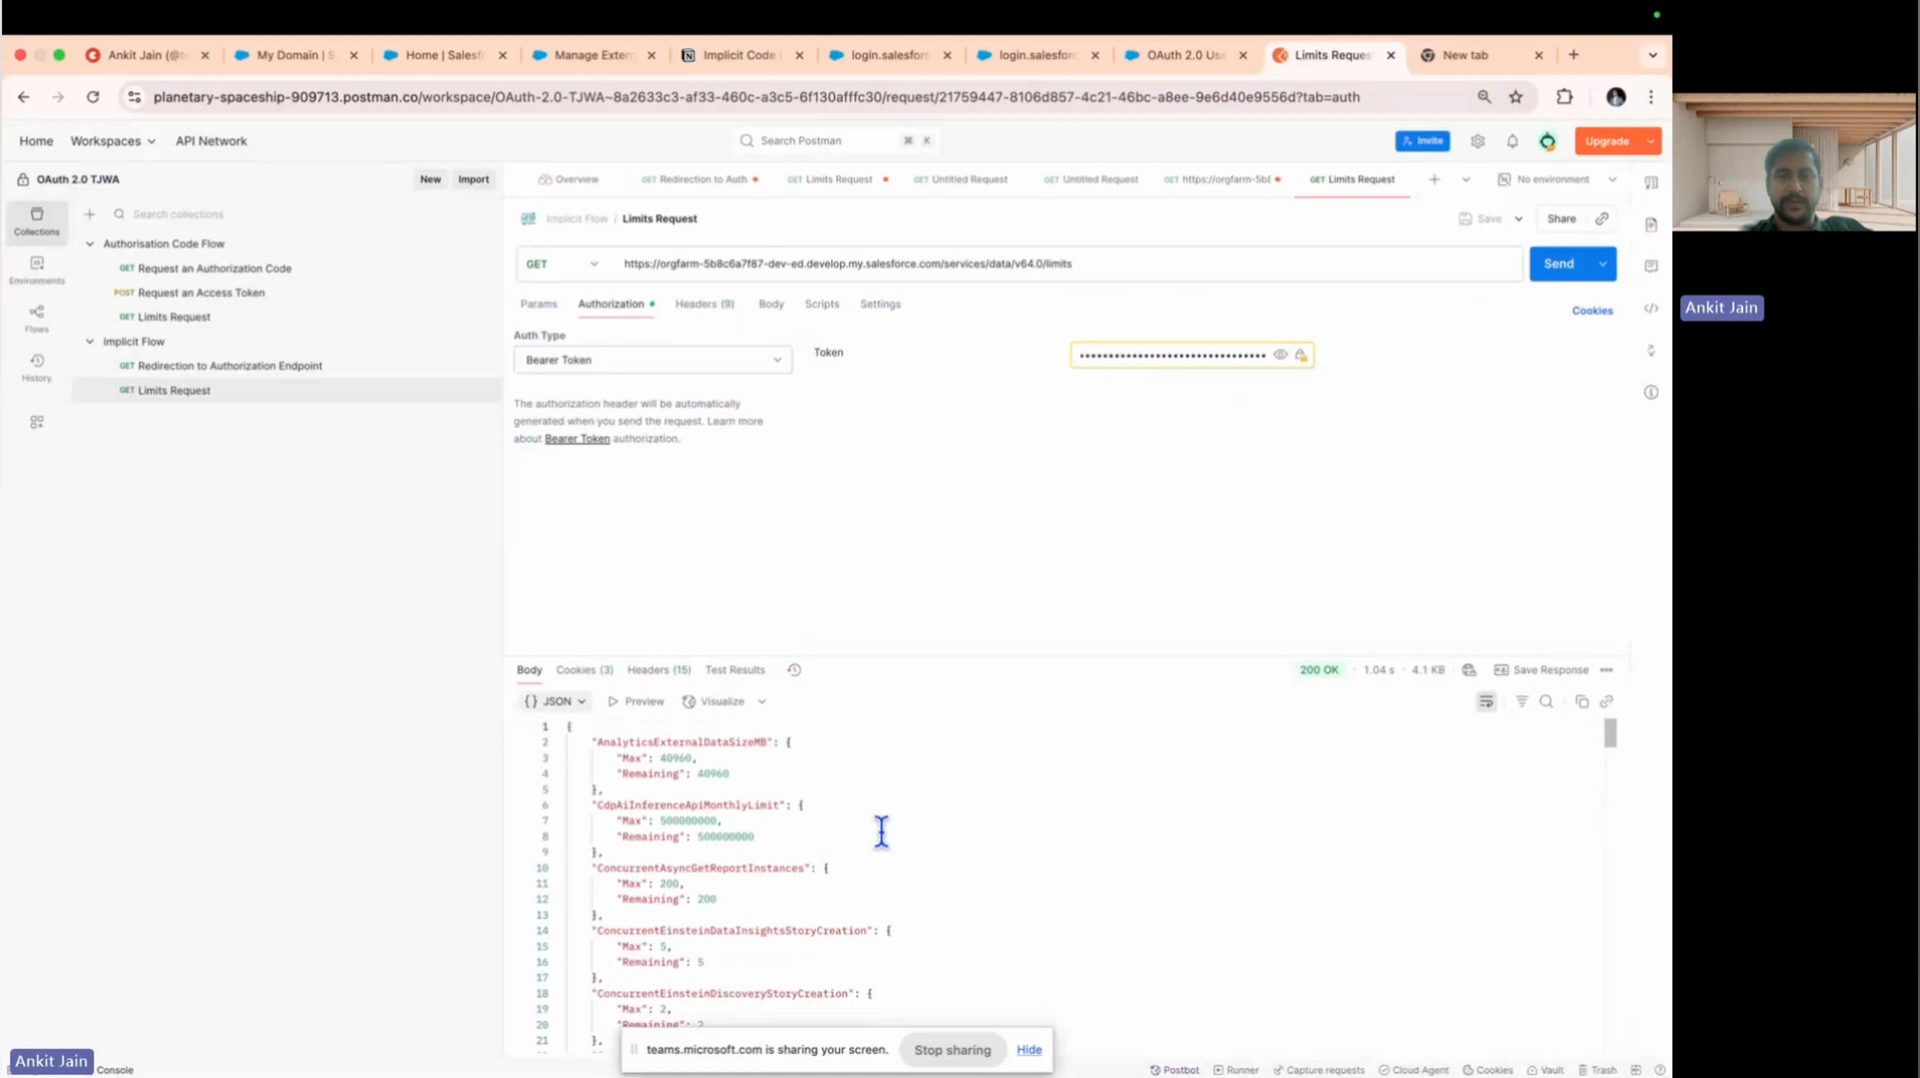 Ankit Jain (@te
My Domain | S
Home | Salesfo
Manage Extern
Implicit Code
login.salesforc
login.salesforc
OAuth 2.0 Use
Limits Reques
New tab
planetary-spaceship-909713.postman.co/workspace/OAuth-2.0-TJWA~8a2633c3-af33-460c-a3c5-6f130afffc30/request/21759447-8106d857-4c21-46bc-a8ee-9e6d40e9556d?tab=auth
Home
Workspaces
API Network
Search Postman
⌘ K
Invite
Upgrade
OAuth 2.0 TJWA
New
Import
Overview
GET Redirection to Auth
GET Limits Request
GET Untitled Request
GET Untitled Request
GET https://orgfarm-5bl
GET Limits Request
No environment
Collections
Environments
Flows
History
Search collections
Authorisation Code Flow
GET Request an Authorization Code
POST Request an Access Token
GET Limits Request
Implicit Flow
GET Redirection to Authorization Endpoint
GET Limits Request
Implicit Flow / Limits Request
Save
Share
GET
https://orgfarm-5b8c6a7f87-dev-ed.develop.my.salesforce.com/services/data/v64.0/limits
Send
Params
Authorization
Headers (9)
Body
Scripts
Settings
Cookies
Auth Type
Bearer Token
Token
The authorization header will be automatically
generated when you send the request. Learn more
about Bearer Token authorization.
Ankit Jain
Body
Cookies (3)
Headers (15)
Test Results
200 OK
1.04 s
4.1 KB
Save Response
{} JSON
Preview
Visualize
1 {
2 "AnalyticsExternalDataSizeMB": {
3 "Max": 40960,
4 "Remaining": 40960
5 },
6 "CdpAiInferenceApiMonthlyLimit": {
7 "Max": 500000000,
8 "Remaining": 500000000
9 },
10 "ConcurrentAsyncGetReportInstances": {
11 "Max": 200,
12 "Remaining": 200
13 },
14 "ConcurrentEinsteinDataInsightsStoryCreation": {
15 "Max": 5,
16 "Remaining": 5
17 },
18 "ConcurrentEinsteinDiscoveryStoryCreation": {
19 "Max": 2,
20 "Remaining": 2
21 },
teams.microsoft.com is sharing your screen.
Stop sharing
Hide
Ankit Jain
Console
Postbot
Runner
Capture requests
Cloud Agent
Cookies
Vault
Trash